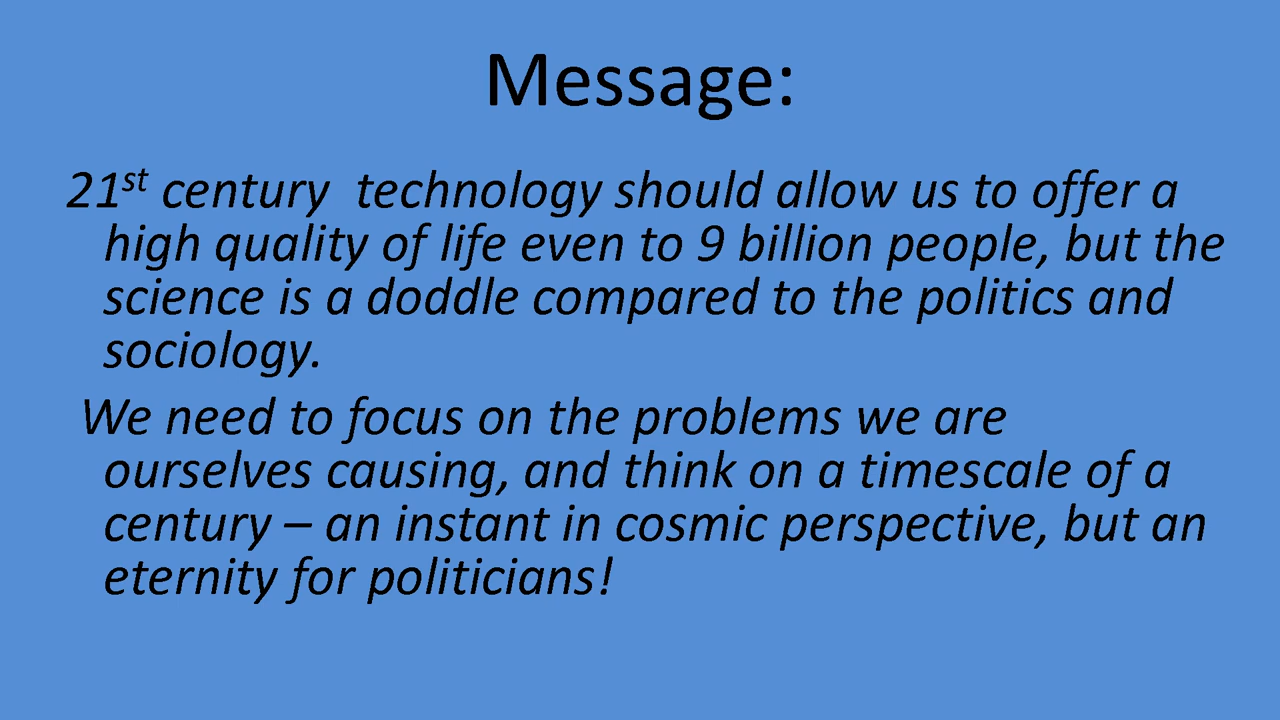 Message:
21st century  technology should allow us to offer a
high quality of life even to 9 billion people, but the
science is a doddle compared to the politics and
sociology.
We need to focus on the problems we are
ourselves causing, and think on a timescale of a
century – an instant in cosmic perspective, but an
eternity for politicians!